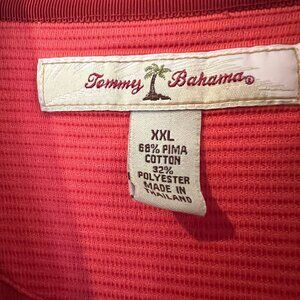 Tommy Bahama®
XXL
68% PIMA
COTTON
32%
POLYESTER
MADE IN
THAILAND